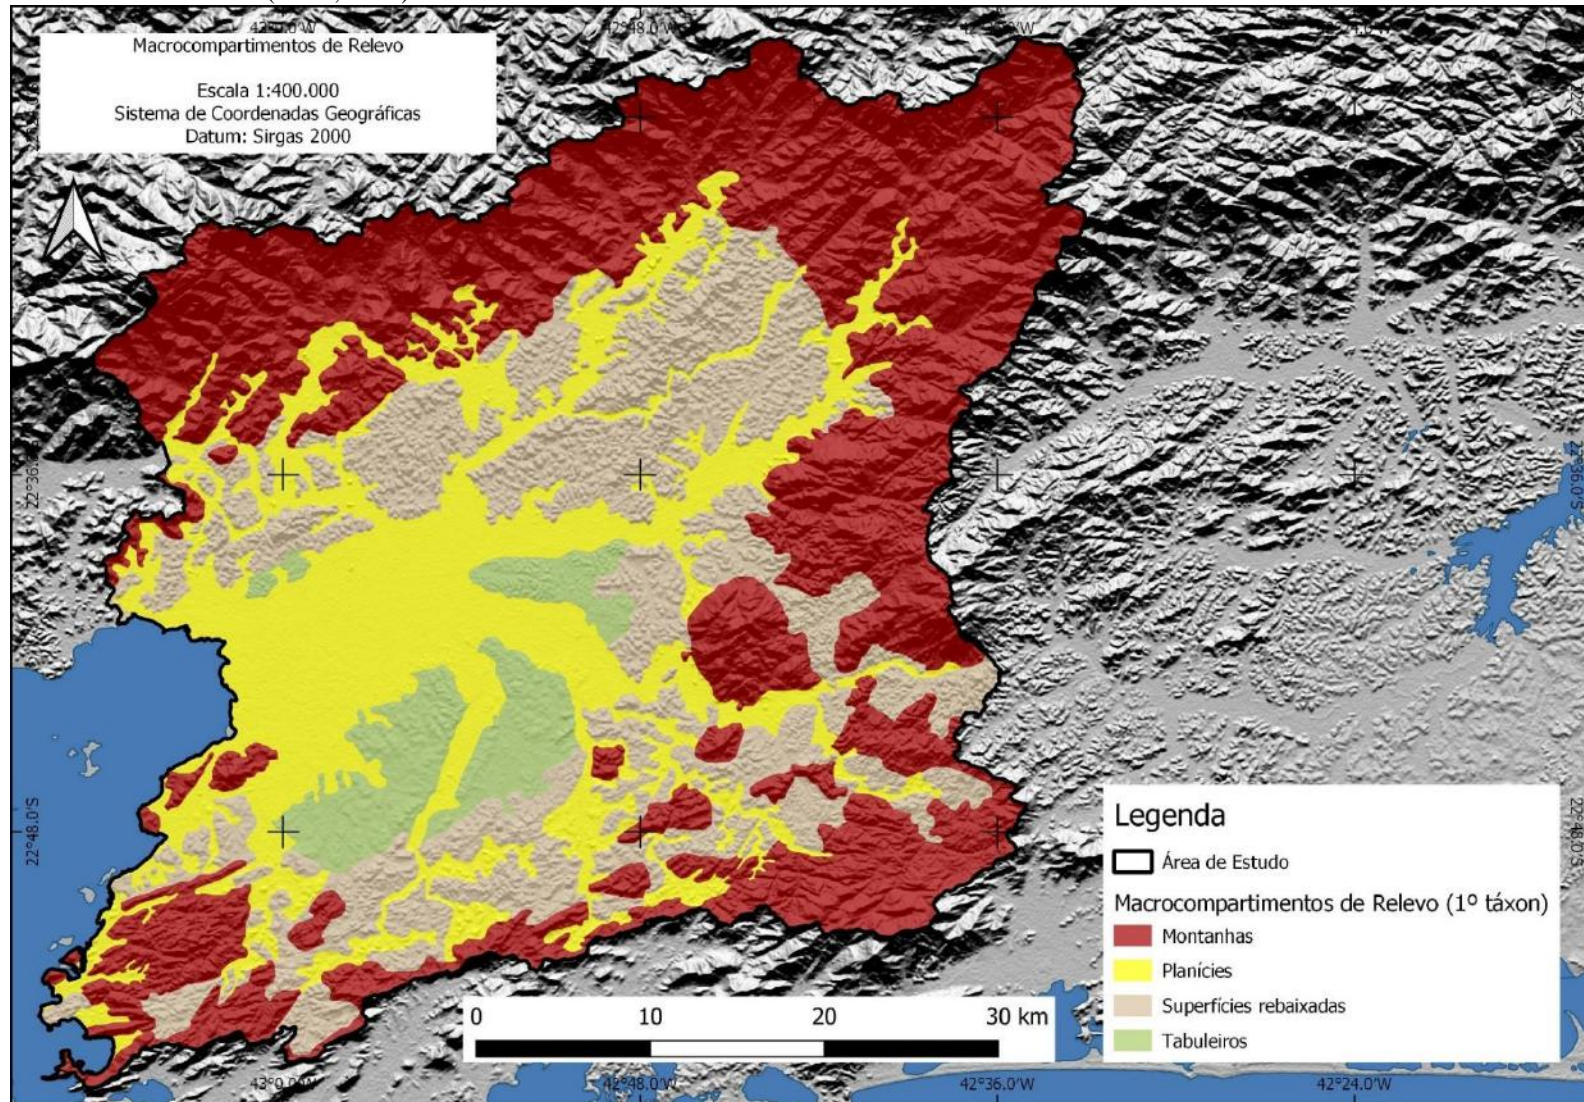 Macrocompartimentos de Relevo
Escala 1:400.000
Sistema de Coordenadas Geográficas
Datum: Sirgas 2000
22°48.0'S
22°48.0'S
Legenda
Área de Estudo
Macrocompartimentos de Relevo (1º táxon)
Montanhas
Planícies
Superfícies rebaixadas
Tabuleiros
0 10 20 30 km
43°0.0'W 42°48.0'W 42°36.0'W 42°24.0'W